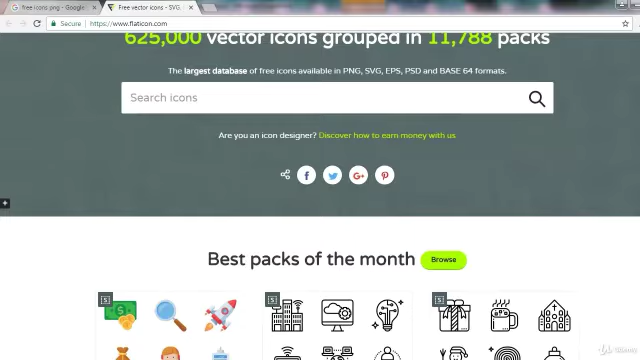 free icons png - Google
Free vector icons - SVG
Secure
https://www.flaticon.com
625,000 vector icons grouped in 11,788 packs
The largest database of free icons available in PNG, SVG, EPS, PSD and BASE 64 formats.
Search icons
Are you an icon designer? Discover how to earn money with us
f
G+
Best packs of the month
Browse
[S]
[S]
[S]
Udemy